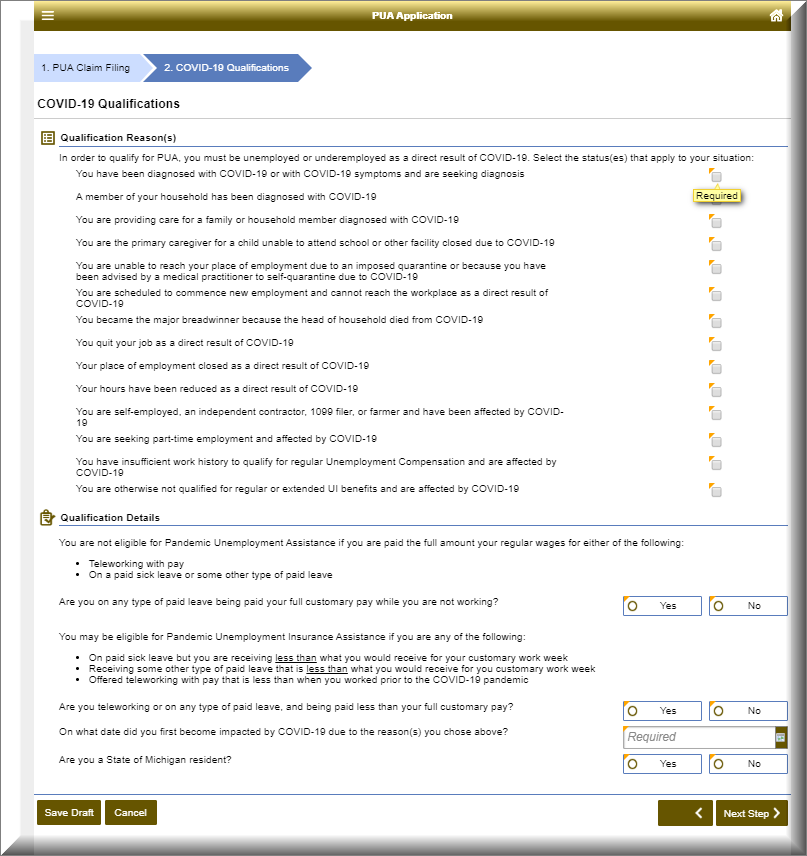 PUA Application
1. PUA Claim Filing
2. COVID-19 Qualifications
COVID-19 Qualifications
Qualification Reason(s)
In order to qualify for PUA, you must be unemployed or underemployed as a direct result of COVID-19. Select the status(es) that apply to your situation:
You have been diagnosed with COVID-19 or with COVID-19 symptoms and are seeking diagnosis
Required
A member of your household has been diagnosed with COVID-19
You are providing care for a family or household member diagnosed with COVID-19
You are the primary caregiver for a child unable to attend school or other facility closed due to COVID-19
You are unable to reach your place of employment due to an imposed quarantine or because you have
been advised by a medical practitioner to self-quarantine due to COVID-19
You are scheduled to commence new employment and cannot reach the workplace as a direct result of
COVID-19
You became the major breadwinner because the head of household died from COVID-19
You quit your job as a direct result of COVID-19
Your place of employment closed as a direct result of COVID-19
Your hours have been reduced as a direct result of COVID-19
You are self-employed, an independent contractor, 1099 filer, or farmer and have been affected by COVID-
19
You are seeking part-time employment and affected by COVID-19
You have insufficient work history to qualify for regular Unemployment Compensation and are affected by
COVID-19
You are otherwise not qualified for regular or extended UI benefits and are affected by COVID-19
Qualification Details
You are not eligible for Pandemic Unemployment Assistance if you are paid the full amount your regular wages for either of the following:
• Teleworking with pay
• On a paid sick leave or some other type of paid leave
Are you on any type of paid leave being paid your full customary pay while you are not working?
Yes
No
You may be eligible for Pandemic Unemployment Insurance Assistance if you are any of the following:
• On paid sick leave but you are receiving less than what you would receive for your customary work week
• Receiving some other type of paid leave that is less than what you would receive for you customary work week
• Offered teleworking with pay that is less than when you worked prior to the COVID-19 pandemic
Are you teleworking or on any type of paid leave, and being paid less than your full customary pay?
Yes
No
On what date did you first become impacted by COVID-19 due to the reason(s) you chose above?
Required
Are you a State of Michigan resident?
Yes
No
Save Draft
Cancel
Next Step